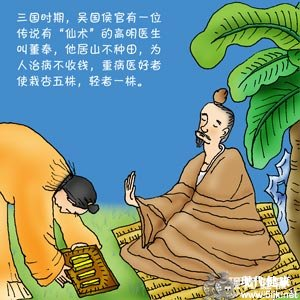 三国时期，吴国侯官有一位
传说有“仙术”的高明医生
叫董奉，他居山不种田，为
人治病不收钱，重病医好者
使栽杏五株，轻者一株。